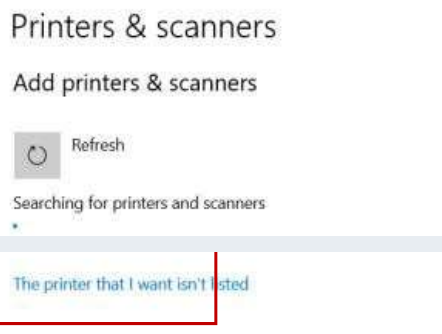 Printers & scanners
Add printers & scanners
Refresh
Searching for printers and scanners
The printer that I want isn't listed